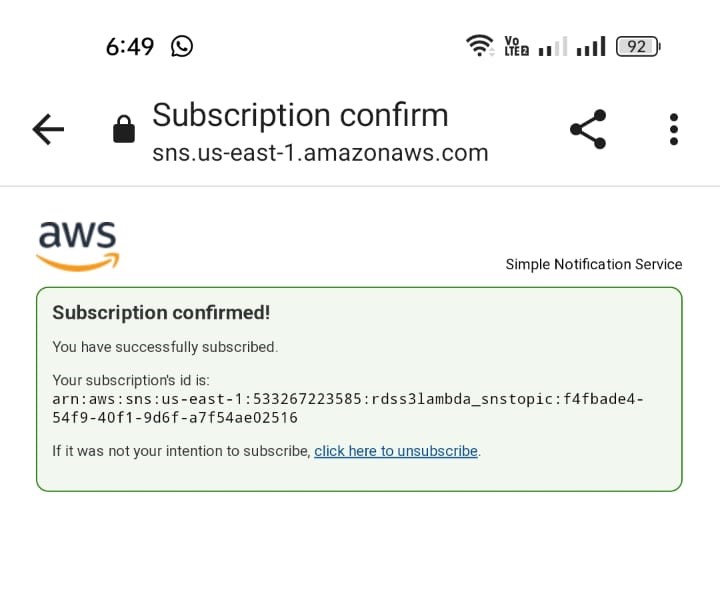 6:49
Vo
LTE2
92
Subscription confirm
sns.us-east-1.amazonaws.com
aws
Simple Notification Service
Subscription confirmed!
You have successfully subscribed.
Your subscription's id is:
arn:aws:sns:us-east-1:533267223585:rdss3lambda_snstopic:f4fbade4-
54f9-40f1-9d6f-a7f54ae02516
If it was not your intention to subscribe, click here to unsubscribe.